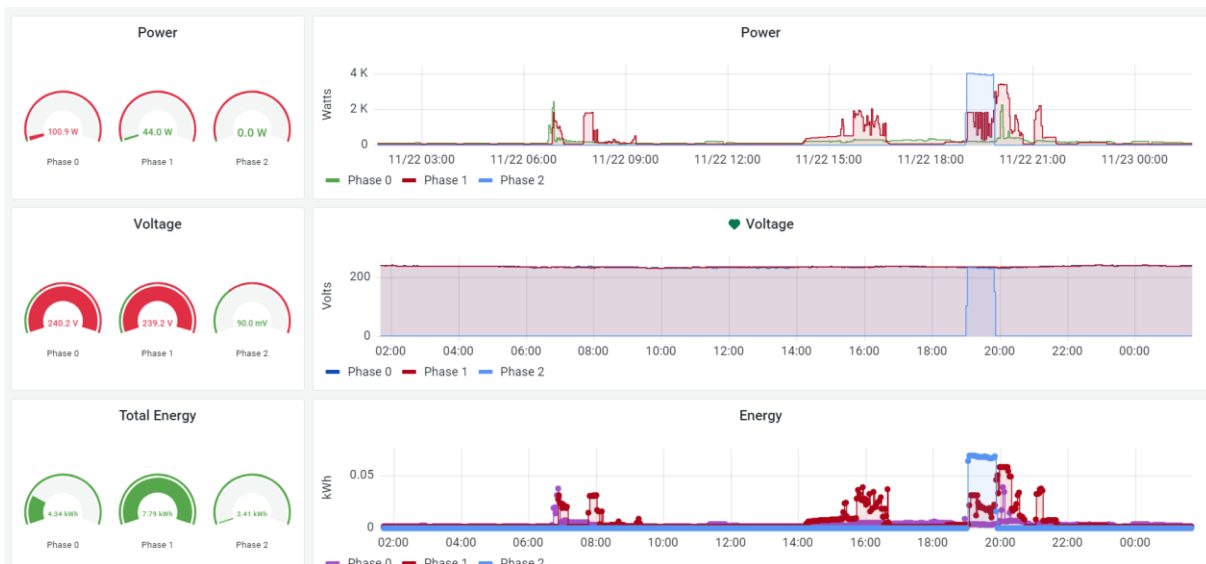 Power
100.9 W
44.0 W
0.0 W
Phase 0
Phase 1
Phase 2
Power
Watts
4 K
2 K
0
11/22 03:00 11/22 06:00 11/22 09:00 11/22 12:00 11/22 15:00 11/22 18:00 11/22 21:00 11/23 00:00
Phase 0 Phase 1 Phase 2
Voltage
240.2 V
239.2 V
90.0 mV
Phase 0
Phase 1
Phase 2
Voltage
Volts
200
0
02:00 04:00 06:00 08:00 10:00 12:00 14:00 16:00 18:00 20:00 22:00 00:00
Phase 0 Phase 1 Phase 2
Total Energy
4.34 kWh
7.79 kWh
3.41 kWh
Phase 0
Phase 1
Phase 2
Energy
kWh
0.05
0
02:00 04:00 06:00 08:00 10:00 12:00 14:00 16:00 18:00 20:00 22:00 00:00
Phase 0 Phase 1 Phase 2